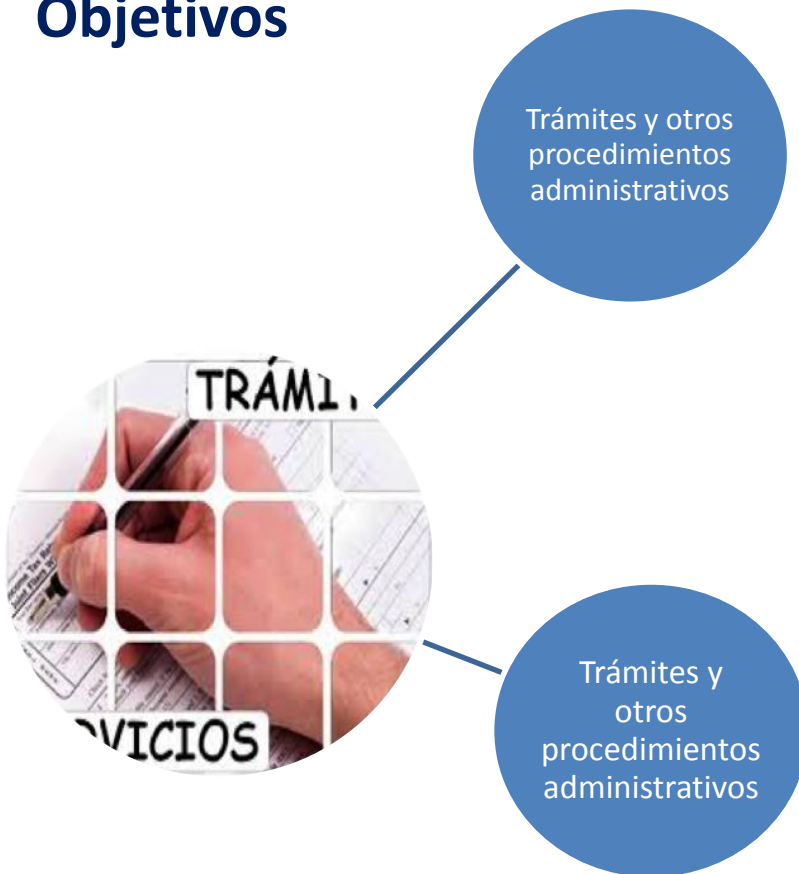 Objetivos
Trámites y otros
procedimientos
administrativos
TRÁMI
VICIOS
Trámites y
otros
procedimientos
administrativos